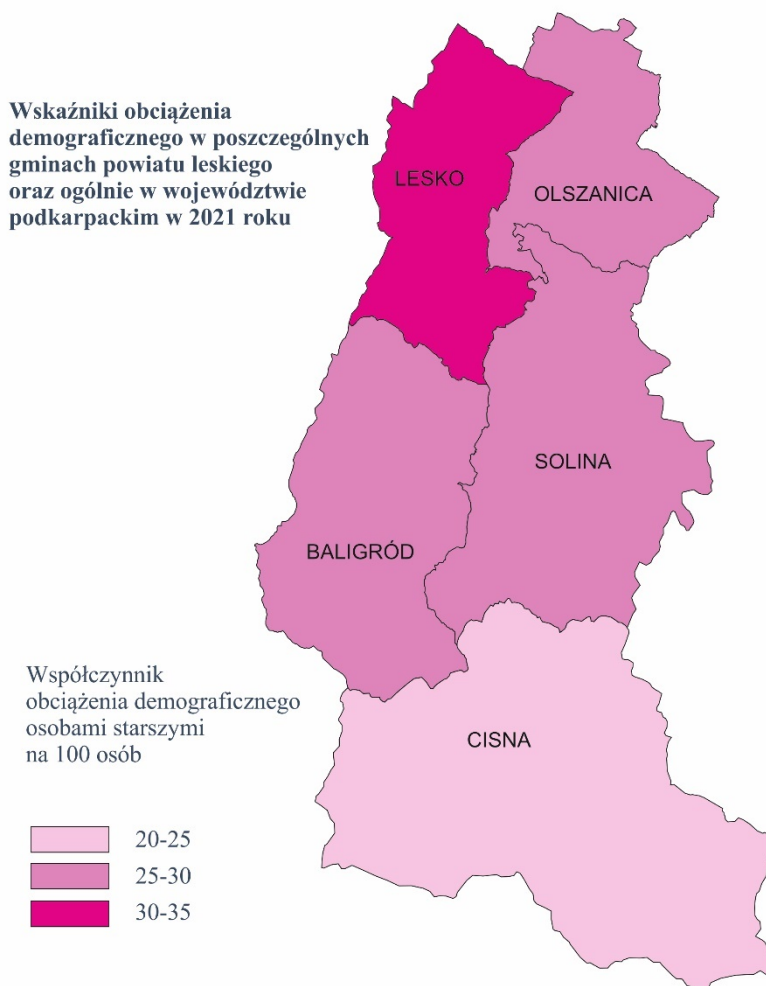 Wskaźniki obciążenia
demograficznego w poszczególnych
gminach powiatu leskiego
oraz ogólnie w województwie
podkarpackim w 2021 roku
LESKO
OLSZANICA
SOLINA
BALIGRÓD
CISNA
Współczynnik
obciążenia demograficznego
osobami starszymi
na 100 osób
20-25
25-30
30-35